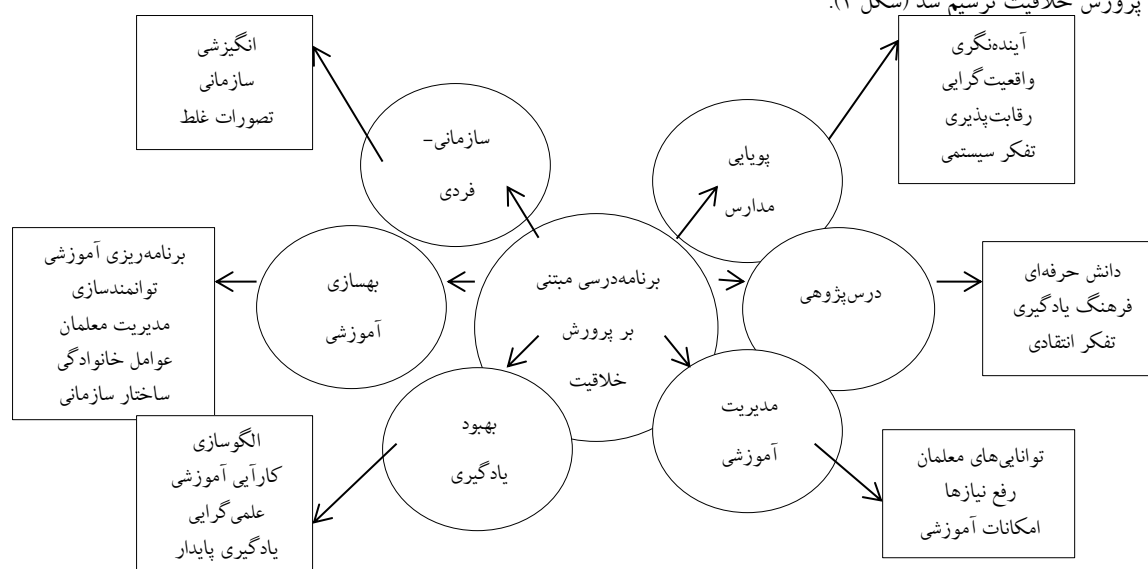 پرورش خلاقیت ترسیم شد (شکل ۱).
آینده‌نگری
واقعیت‌گرایی
رقابت‌پذیری
تفکر سیستمی
انگیزشی
سازمانی
تصورات غلط
پویایی
مدارس
سازمانی–
فردی
دانش حرفه‌ای
فرهنگ یادگیری
تفکر انتقادی
درس‌پژوهی
برنامه‌درسی مبتنی
بر پرورش
خلاقیت
بهسازی
آموزشی
برنامه‌ریزی آموزشی
توانمندسازی
مدیریت معلمان
عوامل خانوادگی
ساختار سازمانی
توانایی‌های معلمان
رفع نیازها
امکانات آموزشی
مدیریت
آموزشی
بهبود
یادگیری
الگوسازی
کارآیی آموزشی
علمی‌گرایی
یادگیری پایدار